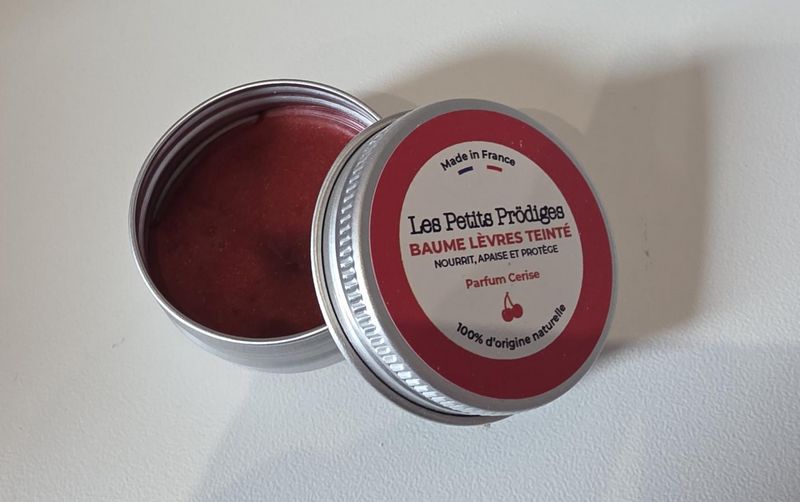 Made in France
Les Petits Prödiges
BAUME LÈVRES TEINTÉ
NOURRIT, APAISE ET PROTÈGE
Parfum Cerise
100% d'origine naturelle